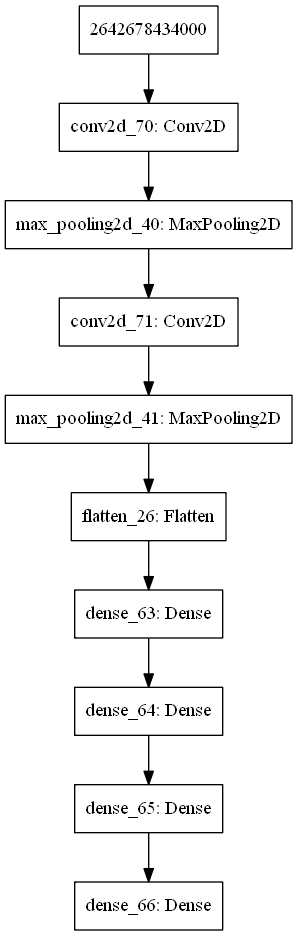 2642678434000
conv2d_70: Conv2D
max_pooling2d_40: MaxPooling2D
conv2d_71: Conv2D
max_pooling2d_41: MaxPooling2D
flatten_26: Flatten
dense_63: Dense
dense_64: Dense
dense_65: Dense
dense_66: Dense